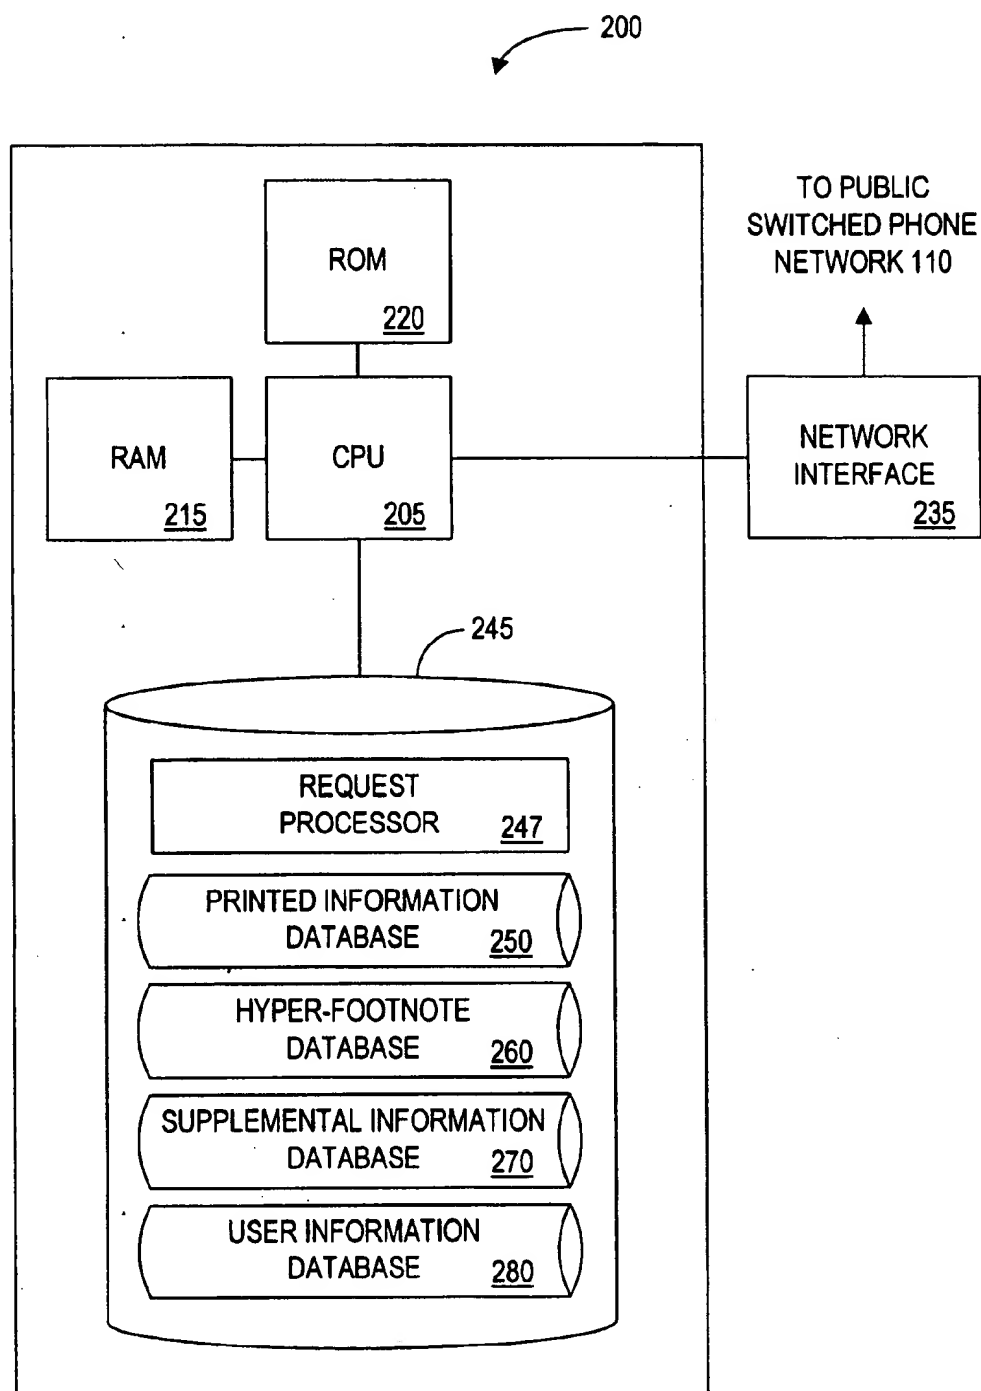 200
TO PUBLIC
SWITCHED PHONE
NETWORK 110
ROM
220
RAM
215
CPU
205
NETWORK
INTERFACE
235
245
REQUEST
PROCESSOR 247
PRINTED INFORMATION
DATABASE 250
HYPER-FOOTNOTE
DATABASE 260
SUPPLEMENTAL INFORMATION
DATABASE 270
USER INFORMATION
DATABASE 280